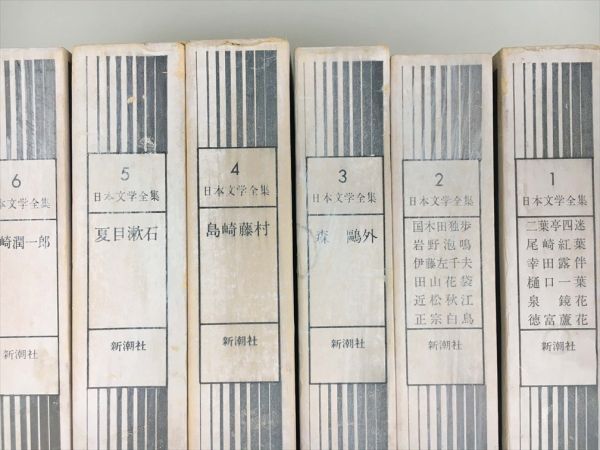 6
本文学全集
崎潤一郎
新潮社
5
日本文学全集
夏目漱石
新潮社
4
日本文学全集
島崎藤村
新潮社
3
日本文学全集
森鷗外
新潮社
2
日本文学全集
国木田独歩
岩野泡鳴
伊藤左千夫
田山花袋
近松秋江
正宗白鳥
新潮社
1
日本文学全集
二葉亭四迷
尾崎紅葉
幸田露伴
樋口一葉
泉鏡花
徳富蘆花
新潮社